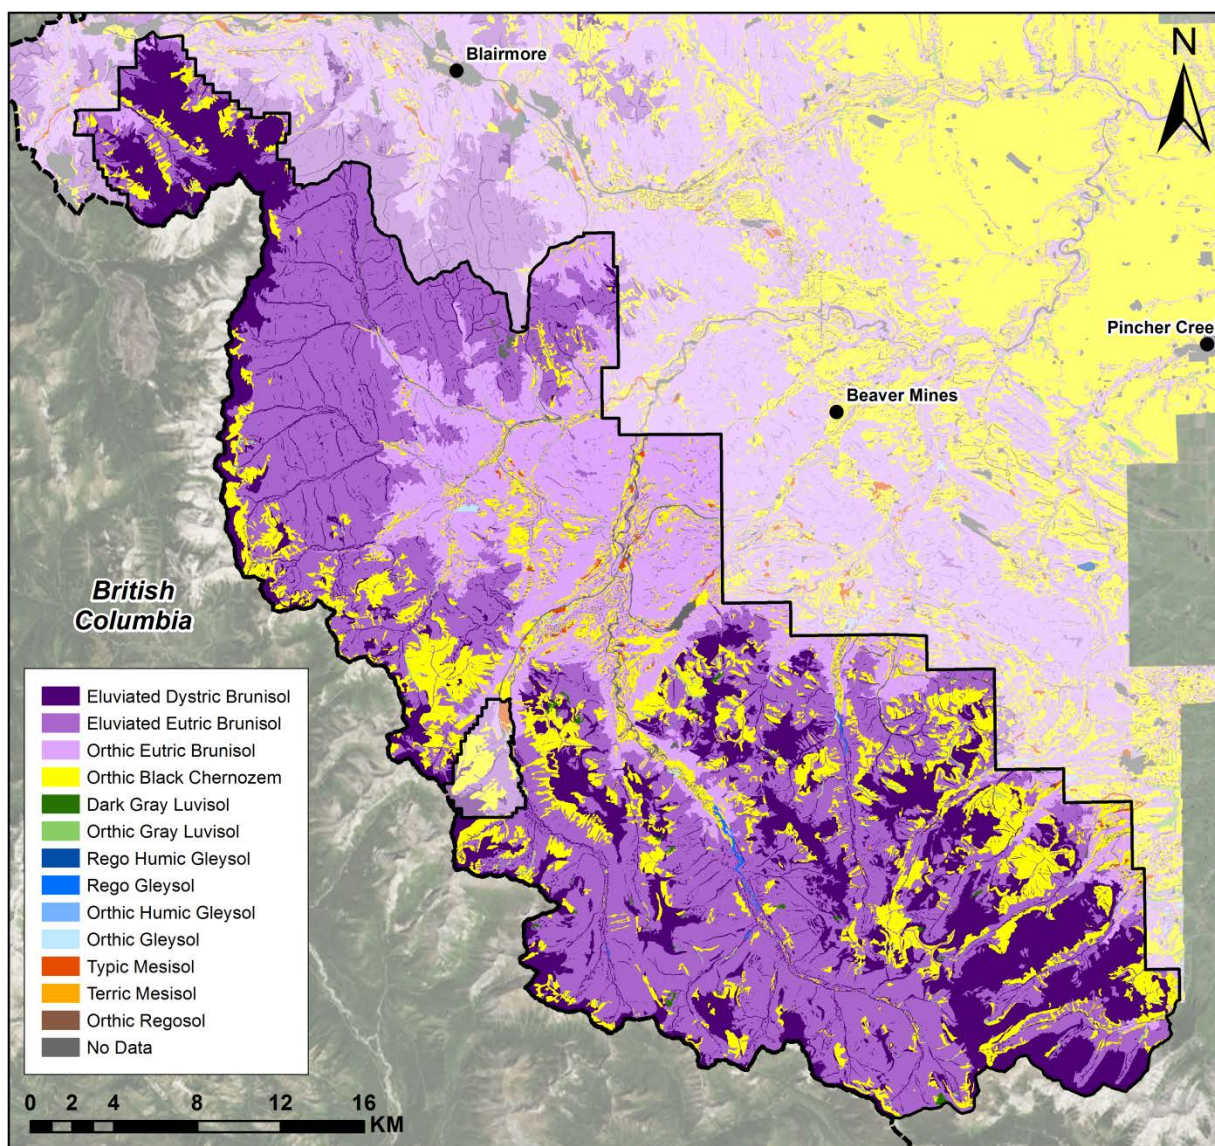 N
Blairmore
Pincher Cree
Beaver Mines
British
Columbia
Eluviated Dystric Brunisol
Eluviated Eutric Brunisol
Orthic Eutric Brunisol
Orthic Black Chernozem
Dark Gray Luvisol
Orthic Gray Luvisol
Rego Humic Gleysol
Rego Gleysol
Orthic Humic Gleysol
Orthic Gleysol
Typic Mesisol
Terric Mesisol
Orthic Regosol
No Data
0 2 4 8 12 16
KM